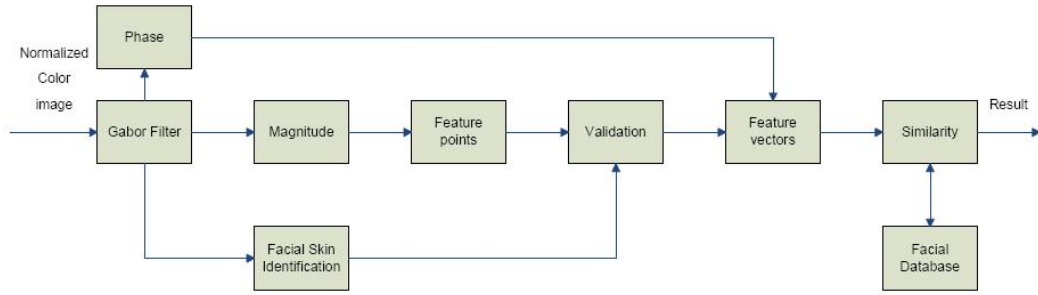 Phase
Normalized
Color
image
Gabor Filter
Magnitude
Feature
points
Validation
Feature
vectors
Similarity
Result
Facial Skin
Identification
Facial
Database